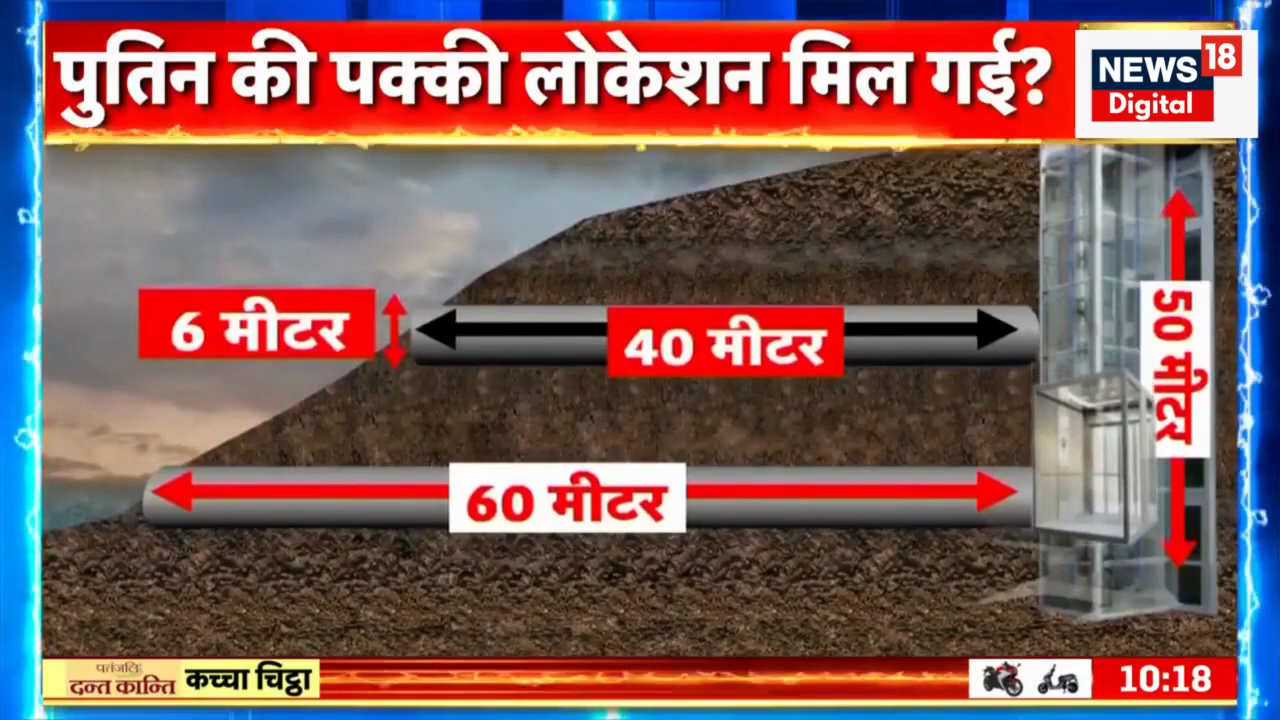 पुतिन की पक्की लोकेशन मिल गई?
NEWS 18
Digital
6 मीटर
40 मीटर
50 मीटर
60 मीटर
पतंजलि
दन्त कान्ति
कच्चा चिट्ठा
10:18